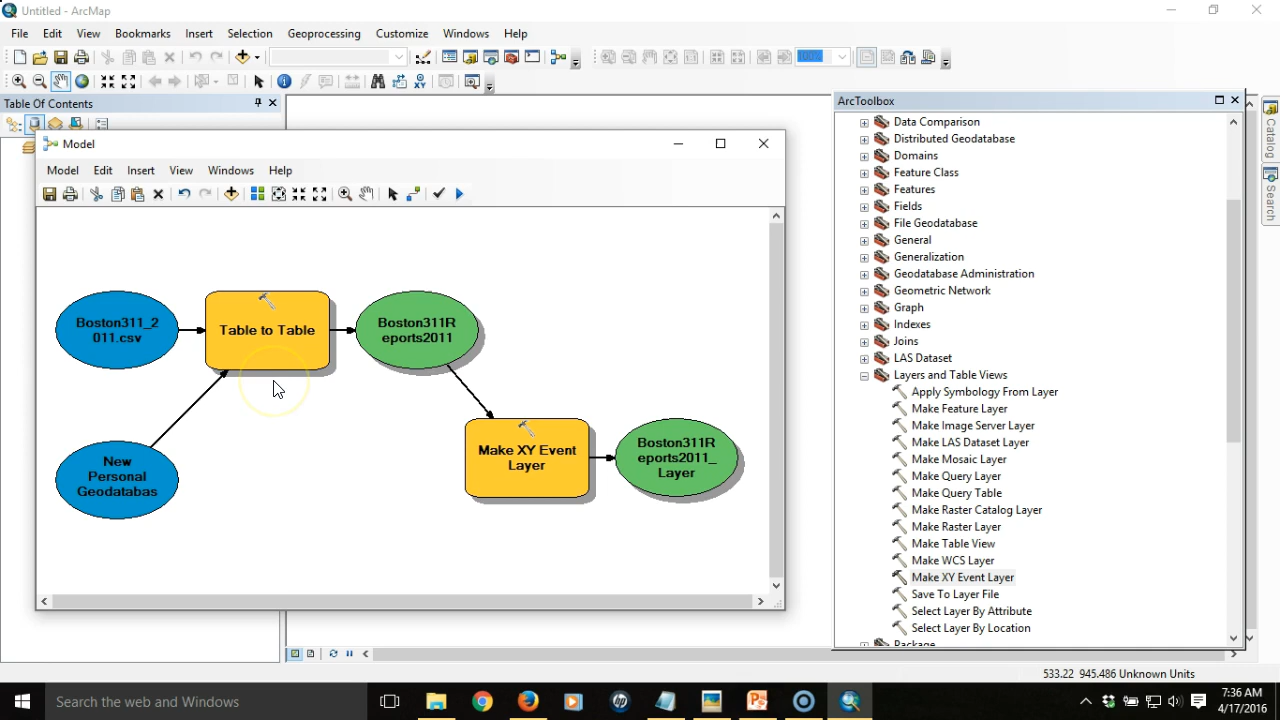 Untitled - ArcMap
File Edit View Bookmarks Insert Selection Geoprocessing Customize Windows Help
100%
Table Of Contents
Model
Model Edit Insert View Windows Help
Boston311_2
011.csv
Table to Table
Boston311R
eports2011
New
Personal
Geodatabas
Make XY Event
Layer
Boston311R
eports2011_
Layer
ArcToolbox
Data Comparison
Distributed Geodatabase
Domains
Feature Class
Features
Fields
File Geodatabase
General
Generalization
Geodatabase Administration
Geometric Network
Graph
Indexes
Joins
LAS Dataset
Layers and Table Views
Apply Symbology From Layer
Make Feature Layer
Make Image Server Layer
Make LAS Dataset Layer
Make Mosaic Layer
Make Query Layer
Make Query Table
Make Raster Catalog Layer
Make Raster Layer
Make Table View
Make WCS Layer
Make XY Event Layer
Save To Layer File
Select Layer By Attribute
Select Layer By Location
Package
Catalog
Search
533.22 945.486 Unknown Units
Search the web and Windows
7:36 AM
4/17/2016